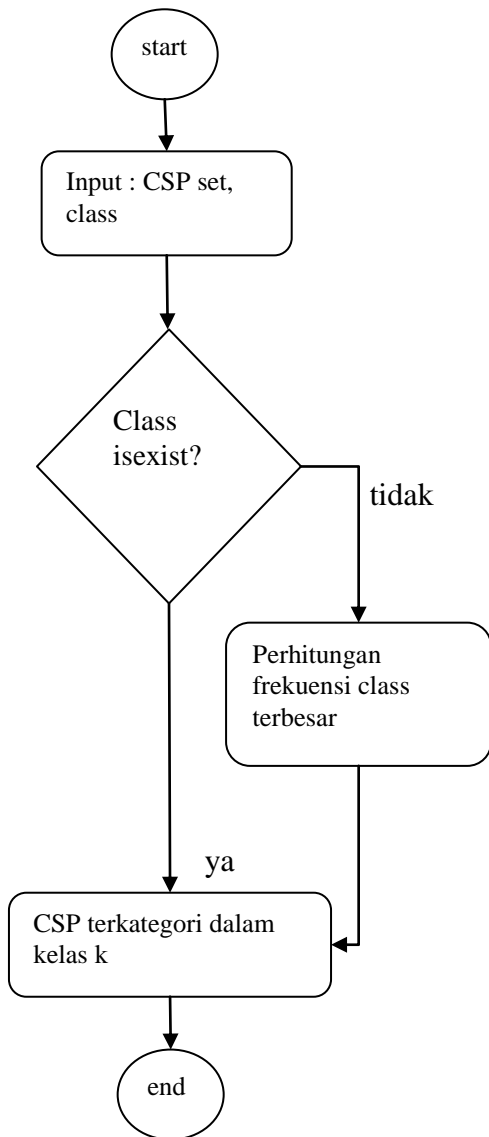 start
Input : CSP set,
class
Class
isexist?
tidak
Perhitungan
frekuensi class
terbesar
ya
CSP terkategori dalam
kelas k
end